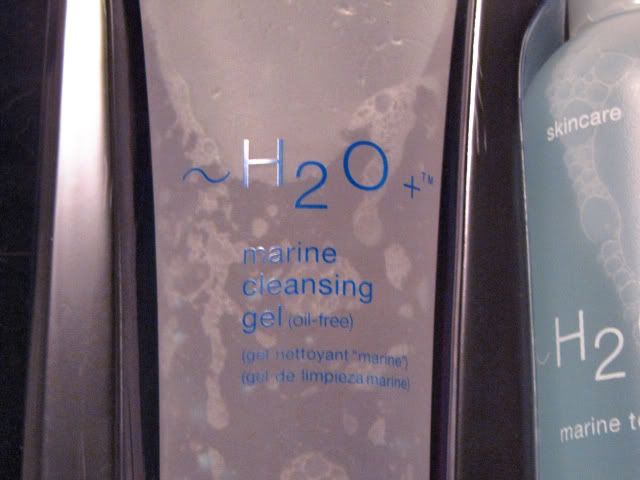 ~H2O+™
marine
cleansing
gel (oil-free)
(gel nettoyant "marine")
(gel de limpieza marine)
skincare
~H2
marine